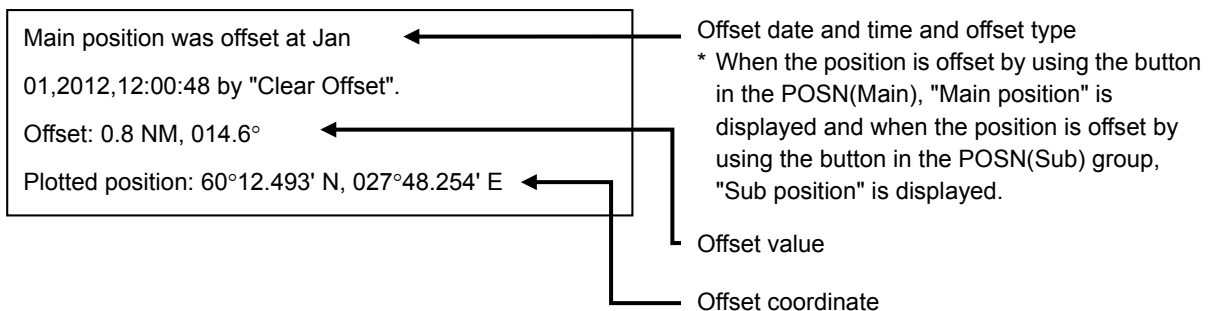 Main position was offset at Jan
01,2012,12:00:48 by "Clear Offset".
Offset: 0.8 NM, 014.6°
Plotted position: 60°12.493' N, 027°48.254' E
Offset date and time and offset type
* When the position is offset by using the button
in the POSN(Main), "Main position" is
displayed and when the position is offset by
using the button in the POSN(Sub) group,
"Sub position" is displayed.
Offset value
Offset coordinate